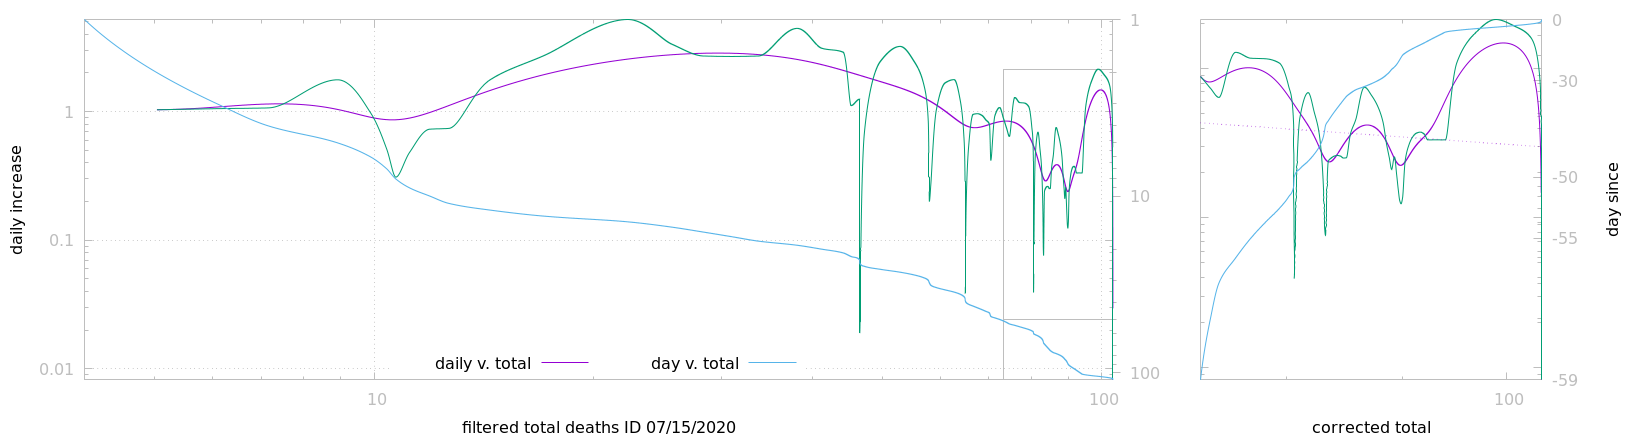 daily increase
1
0.1
0.01
10
100
1
10
100
daily v. total
day v. total
filtered total deaths ID 07/15/2020
0
-30
-50
-55
-59
day since
100
corrected total